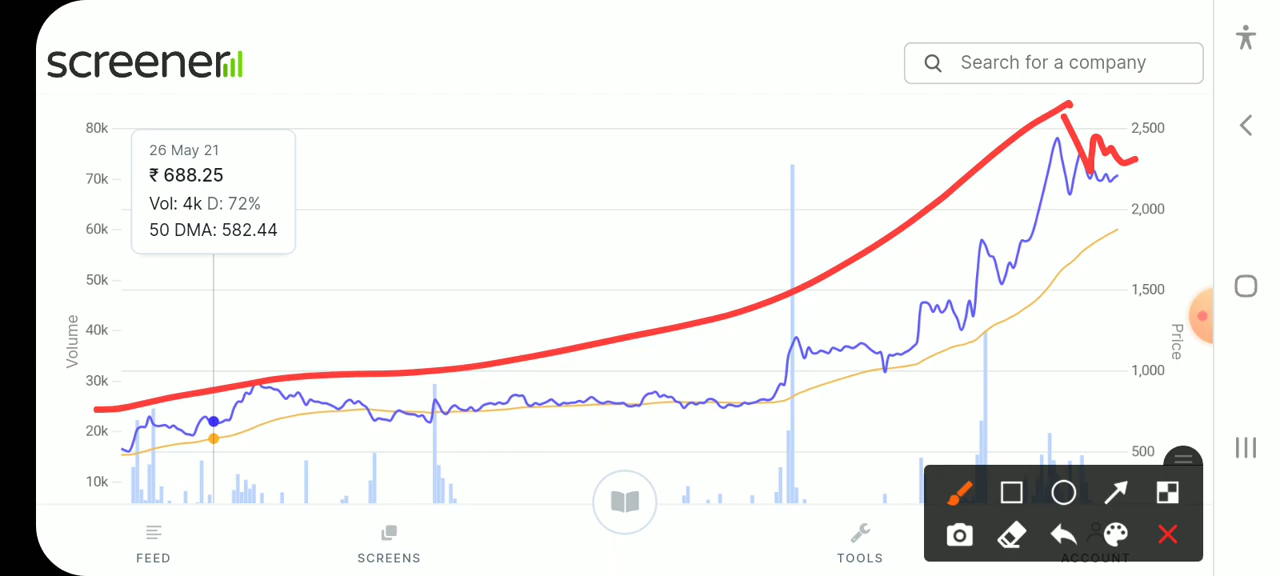 screener
Search for a company
80k
70k
60k
50k
40k
30k
20k
10k
Volume
26 May 21
₹ 688.25
Vol: 4k D: 72%
50 DMA: 582.44
2,500
2,000
1,500
1,000
500
Price
FEED
SCREENS
TOOLS
ACCOUNT